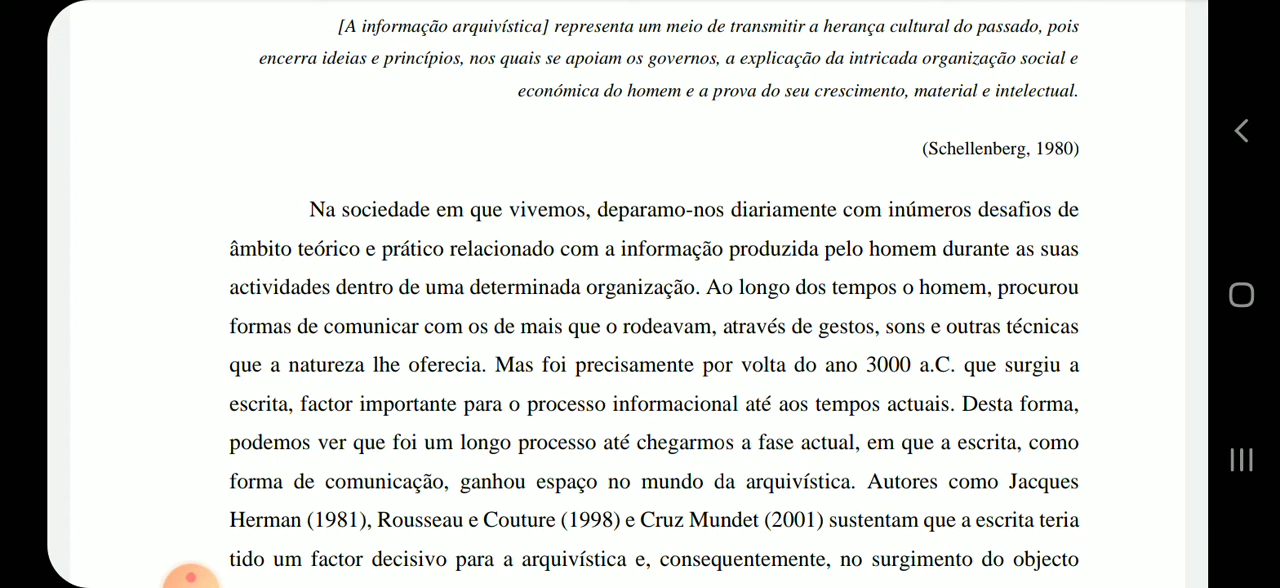 [A informação arquivística] representa um meio de transmitir a herança cultural do passado, pois
encerra ideias e princípios, nos quais se apoiam os governos, a explicação da intricada organização social e
económica do homem e a prova do seu crescimento, material e intelectual.
(Schellenberg, 1980)
Na sociedade em que vivemos, deparamo-nos diariamente com inúmeros desafios de
âmbito teórico e prático relacionado com a informação produzida pelo homem durante as suas
actividades dentro de uma determinada organização. Ao longo dos tempos o homem, procurou
formas de comunicar com os de mais que o rodeavam, através de gestos, sons e outras técnicas
que a natureza lhe oferecia. Mas foi precisamente por volta do ano 3000 a.C. que surgiu a
escrita, factor importante para o processo informacional até aos tempos actuais. Desta forma,
podemos ver que foi um longo processo até chegarmos a fase actual, em que a escrita, como
forma de comunicação, ganhou espaço no mundo da arquivística. Autores como Jacques
Herman (1981), Rousseau e Couture (1998) e Cruz Mundet (2001) sustentam que a escrita teria
tido um factor decisivo para a arquivística e, consequentemente, no surgimento do objecto